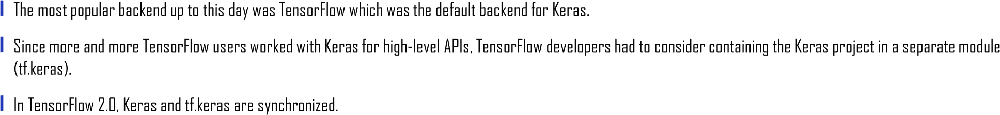 The most popular backend up to this day was TensorFlow which was the default backend for Keras.
Since more and more TensorFlow users worked with Keras for high-level APIs, TensorFlow developers had to consider containing the Keras project in a separate module
(tf.keras).
In TensorFlow 2.0, Keras and tf.keras are synchronized.